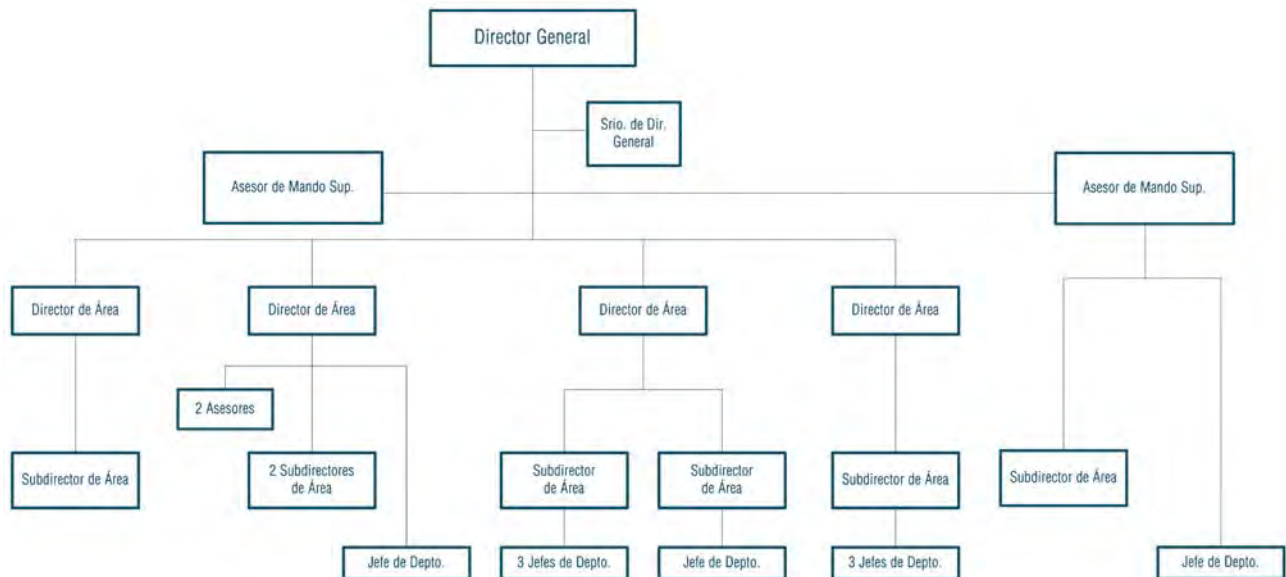 Director General
Srio. de Dir.
General
Asesor de Mando Sup.
Asesor de Mando Sup.
Director de Área
Director de Área
Director de Área
Director de Área
2 Asesores
Subdirector de Área
2 Subdirectores
de Área
Subdirector
de Área
Subdirector
de Área
Subdirector de Área
Subdirector de Área
Jefe de Depto.
3 Jefes de Depto.
Jefe de Depto.
3 Jefes de Depto.
Jefe de Depto.